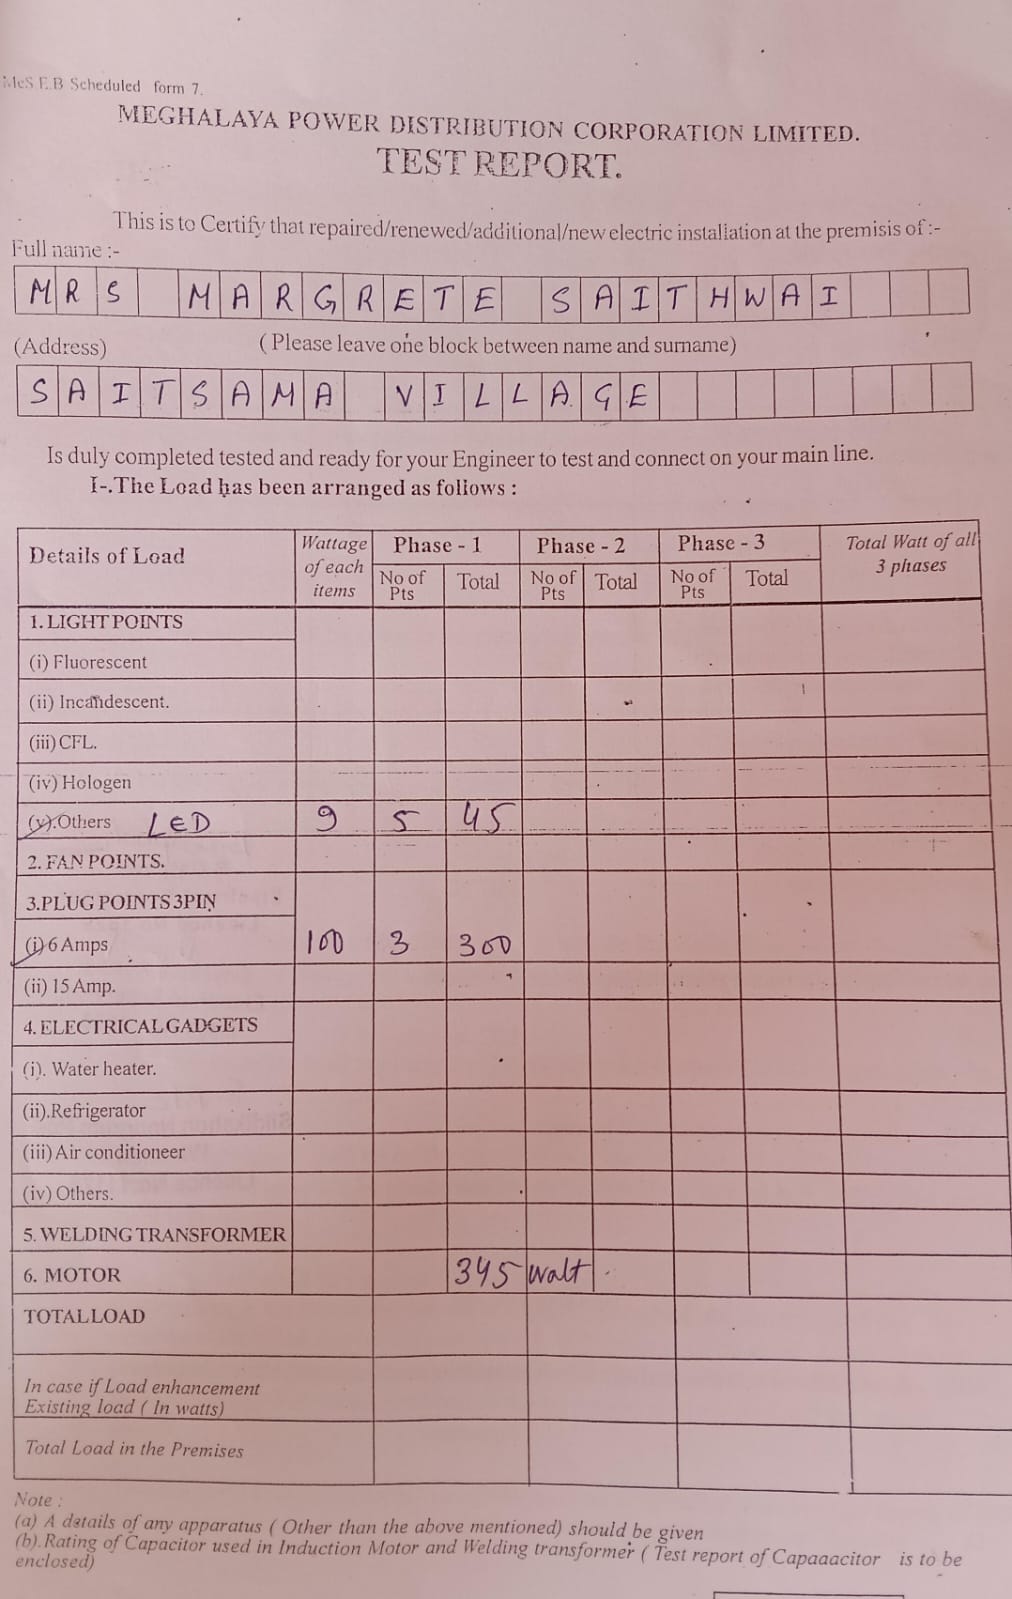 MeS.E.B Scheduled form 7.
MEGHALAYA POWER DISTRIBUTION CORPORATION LIMITED.
TEST REPORT.
This is to Certify that repaired/renewed/additional/new electric installation at the premisis of :-
Full name :-
MRS MARGRETE SAITHWAI
(Address) ( Please leave one block between name and surname)
SAITSAMA VILLAGE
Is duly completed tested and ready for your Engineer to test and connect on your main line.
I-.The Load has been arranged as follows :
Details of Load Wattage of each items Phase - 1 Phase - 2 Phase - 3 Total Watt of all 3 phases
No of Pts Total No of Pts Total No of Pts Total
1. LIGHT POINTS
(i) Fluorescent
(ii) Incandescent.
(iii) CFL.
(iv) Hologen
(v).Others LED 9 5 45
2. FAN POINTS.
3.PLUG POINTS 3PIN
(i) 6 Amps 100 3 300
(ii) 15 Amp.
4. ELECTRICAL GADGETS
(i). Water heater.
(ii).Refrigerator
(iii) Air conditioneer
(iv) Others.
5. WELDING TRANSFORMER
6. MOTOR 345 Watt
TOTAL LOAD
In case if Load enhancement
Existing load ( In watts)
Total Load in the Premises
Note :
(a) A details of any apparatus ( Other than the above mentioned) should be given
(b). Rating of Capacitor used in Induction Motor and Welding transformer ( Test report of Capaaacitor is to be
enclosed)